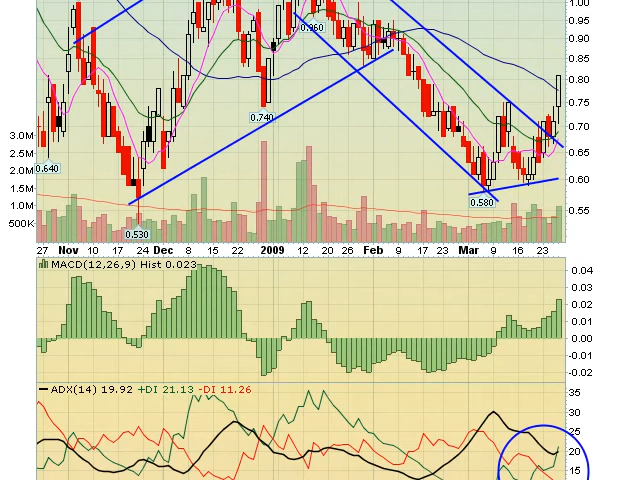 1.00
0.95
0.960
0.90
0.85
0.80
0.75
0.740
3.0M
0.70
2.5M
0.640
2.0M
0.60
1.5M
0.580
1.0M
0.55
500K
0.530
27 Nov 10 17 24 Dec 8 15 22 2009 12 20 26 Feb 9 17 23 Mar 9 16 23
MACD(12,26,9) Hist 0.023
0.04
0.03
0.02
0.01
0.00
-0.01
-0.02
ADX(14) 19.92 +DI 21.13 -DI 11.26
35
30
25
20
15